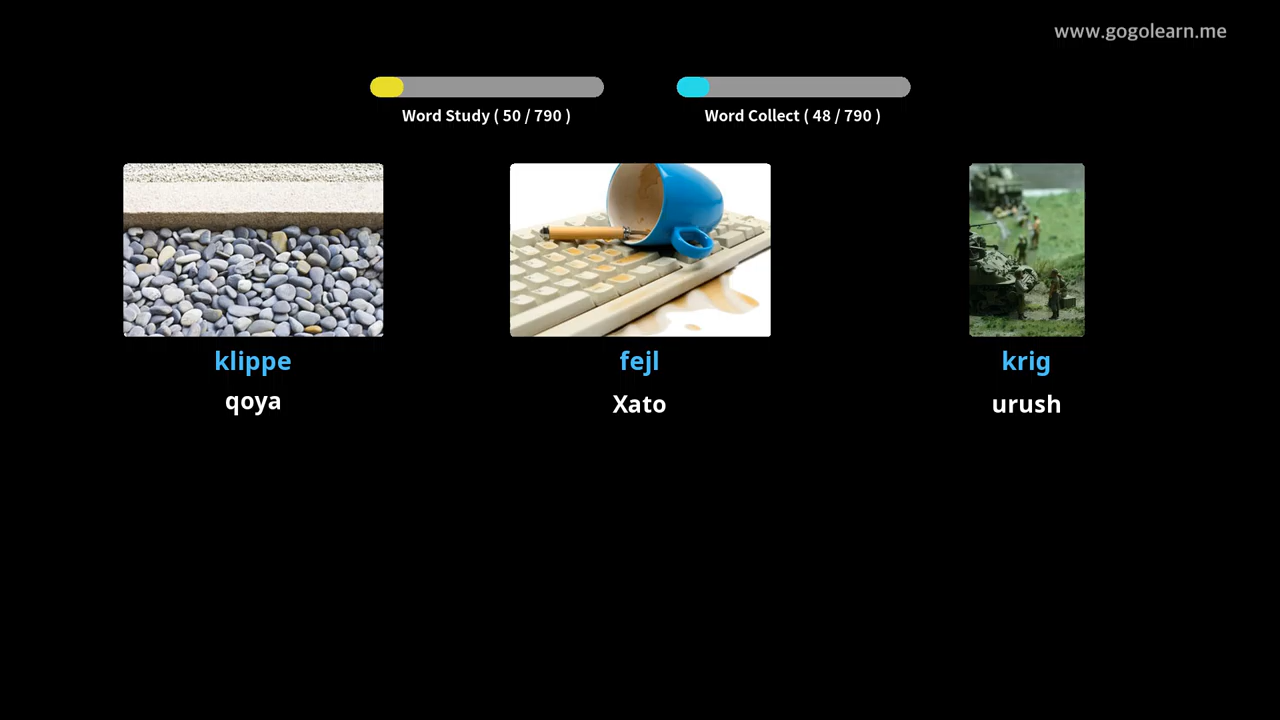 www.gogolearn.me
Word Study ( 50 / 790 )
Word Collect ( 48 / 790 )
klippe
fejl
krig
qoya
Xato
urush